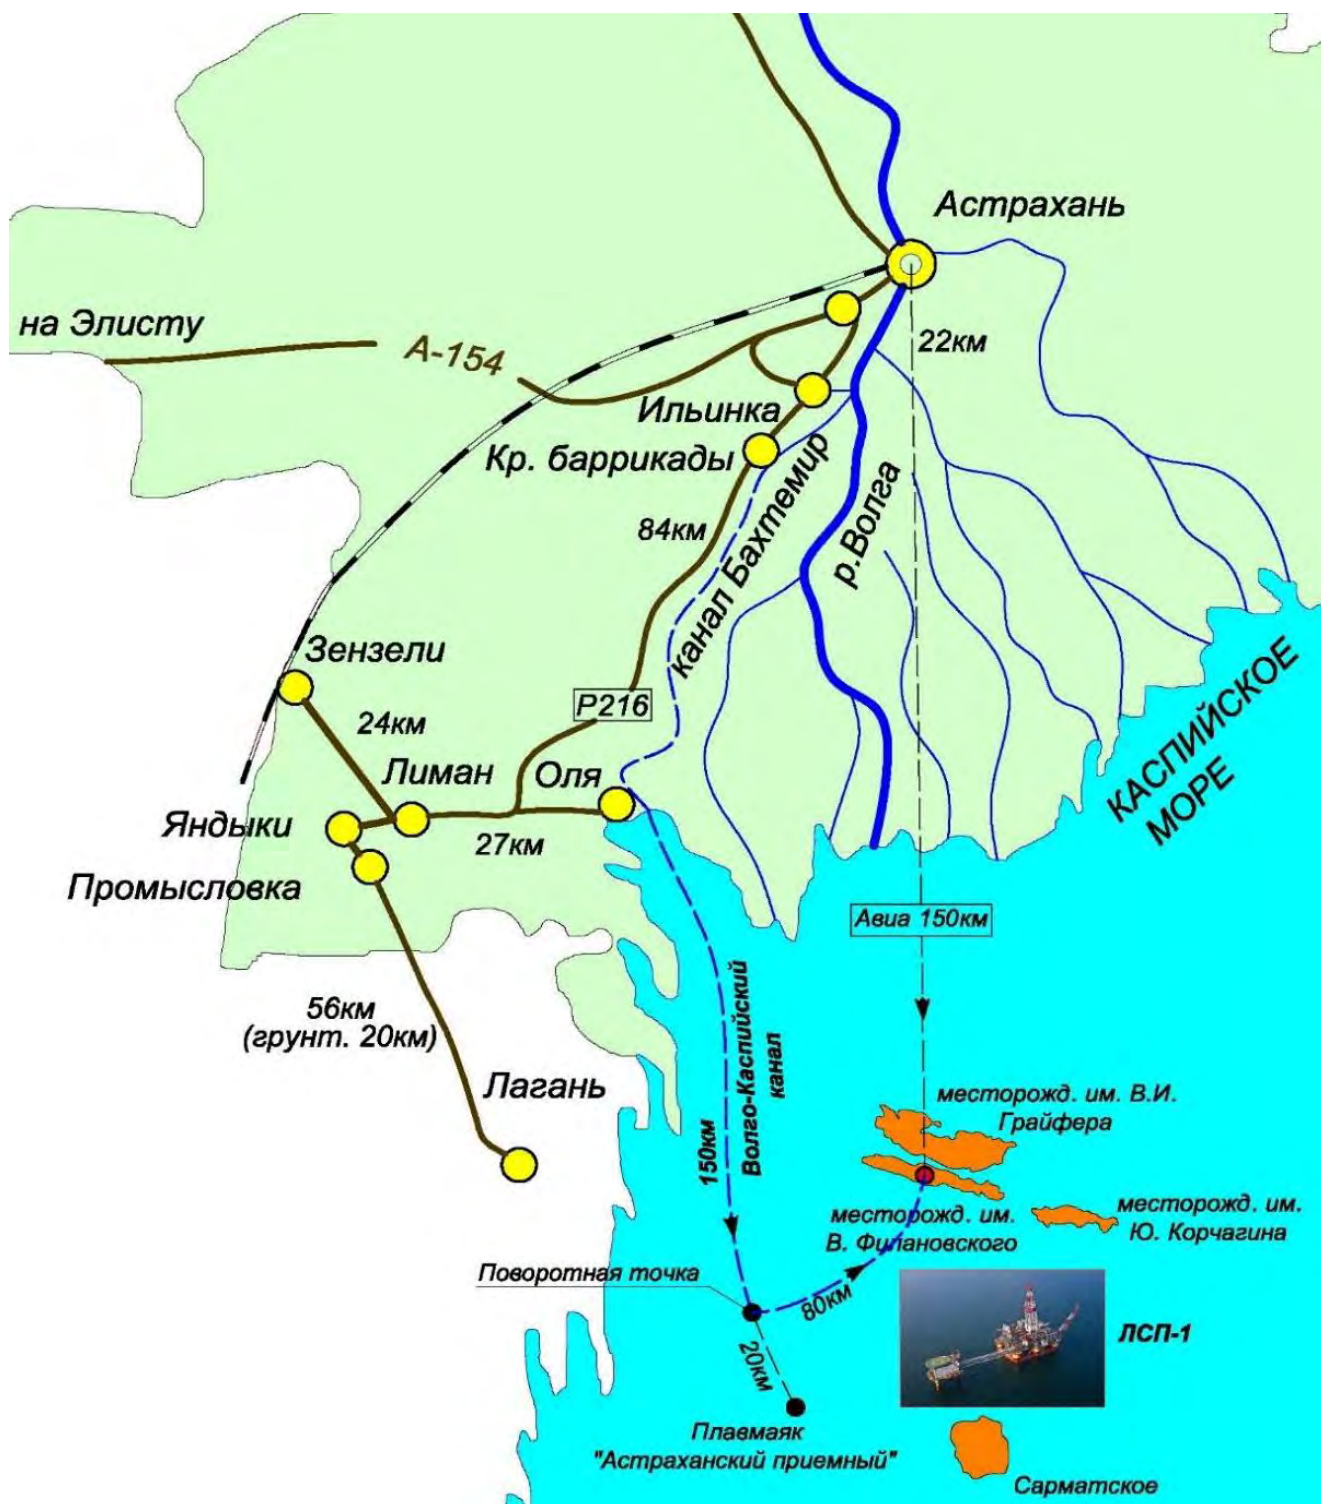 Астрахань
на Элисту
А-154
22км
Ильинка
Кр. баррикады
канал Бахтемир
р.Волга
84км
Зензели
24км
Р216
КАСПИЙСКОЕ
МОРЕ
Лиман
Оля
Яндыки
27км
Промысловка
Авиа 150км
56км
(грунт. 20км)
Волго-Каспийский
канал
150км
Лагань
месторожд. им. В.И.
Грайфера
месторожд. им.
В. Филановского
месторожд. им.
Ю. Корчагина
Поворотная точка
80км
ЛСП-1
20км
Плавмаяк
"Астраханский приемный"
Сарматское